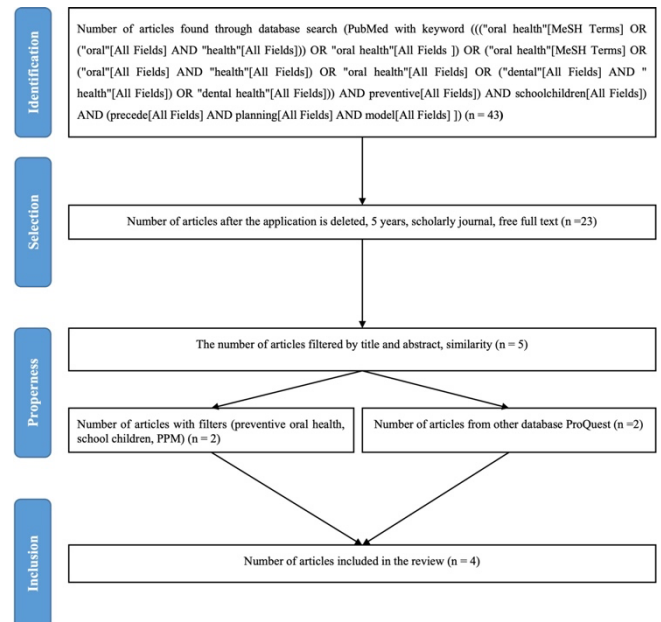 Identification
Number of articles found through database search (PubMed with keyword ((("oral health"[MeSH Terms] OR
("oral"[All Fields] AND "health"[All Fields])) OR "oral health"[All Fields ]) OR ("oral health"[MeSH Terms] OR
("oral"[All Fields] AND "health"[All Fields]) OR "oral health"[All Fields] OR ("dental"[All Fields] AND "
health"[All Fields]) OR "dental health"[All Fields])) AND preventive[All Fields]) AND schoolchildren[All Fields])
AND (precede[All Fields] AND planning[All Fields] AND model[All Fields] ]) (n = 43)
Selection
Number of articles after the application is deleted, 5 years, scholarly journal, free full text (n =23)
Properness
The number of articles filtered by title and abstract, similarity (n = 5)
Number of articles with filters (preventive oral health,
school children, PPM) (n = 2)
Number of articles from other database ProQuest (n =2)
Inclusion
Number of articles included in the review (n = 4)